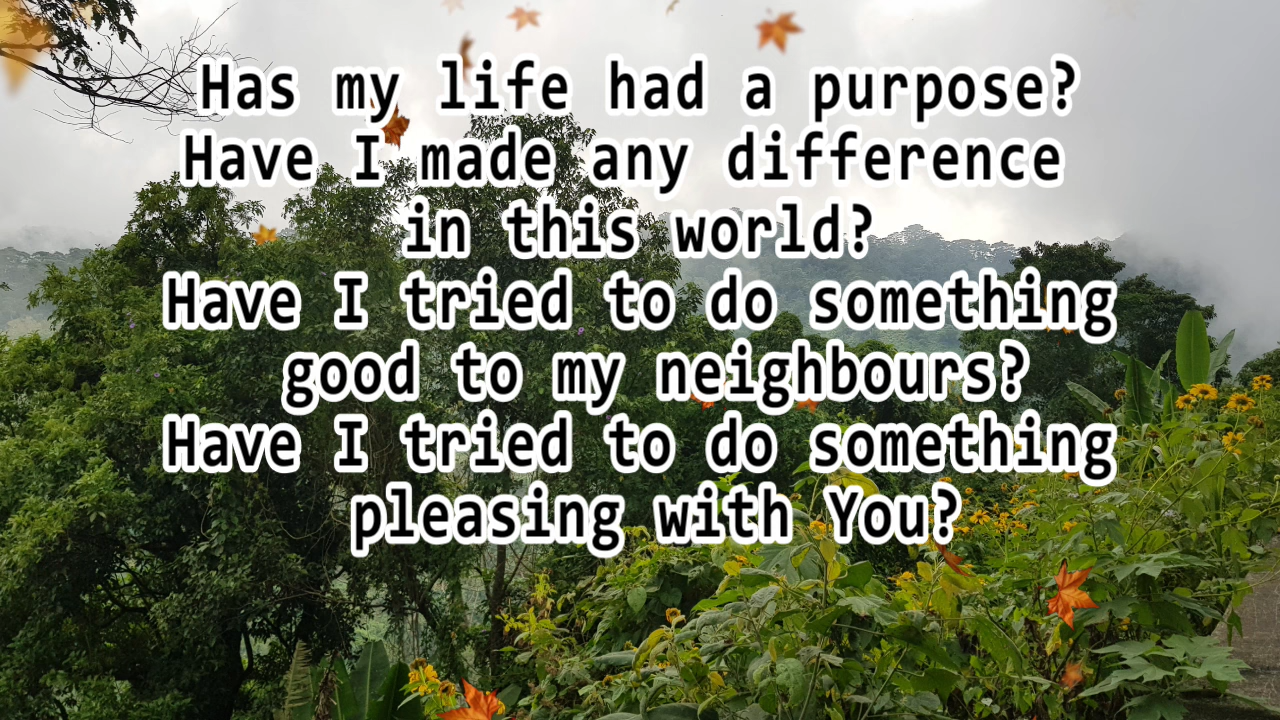 Has my life had a purpose?
Have I made any difference
in this world?
Have I tried to do something
good to my neighbours?
Have I tried to do something
pleasing with You?